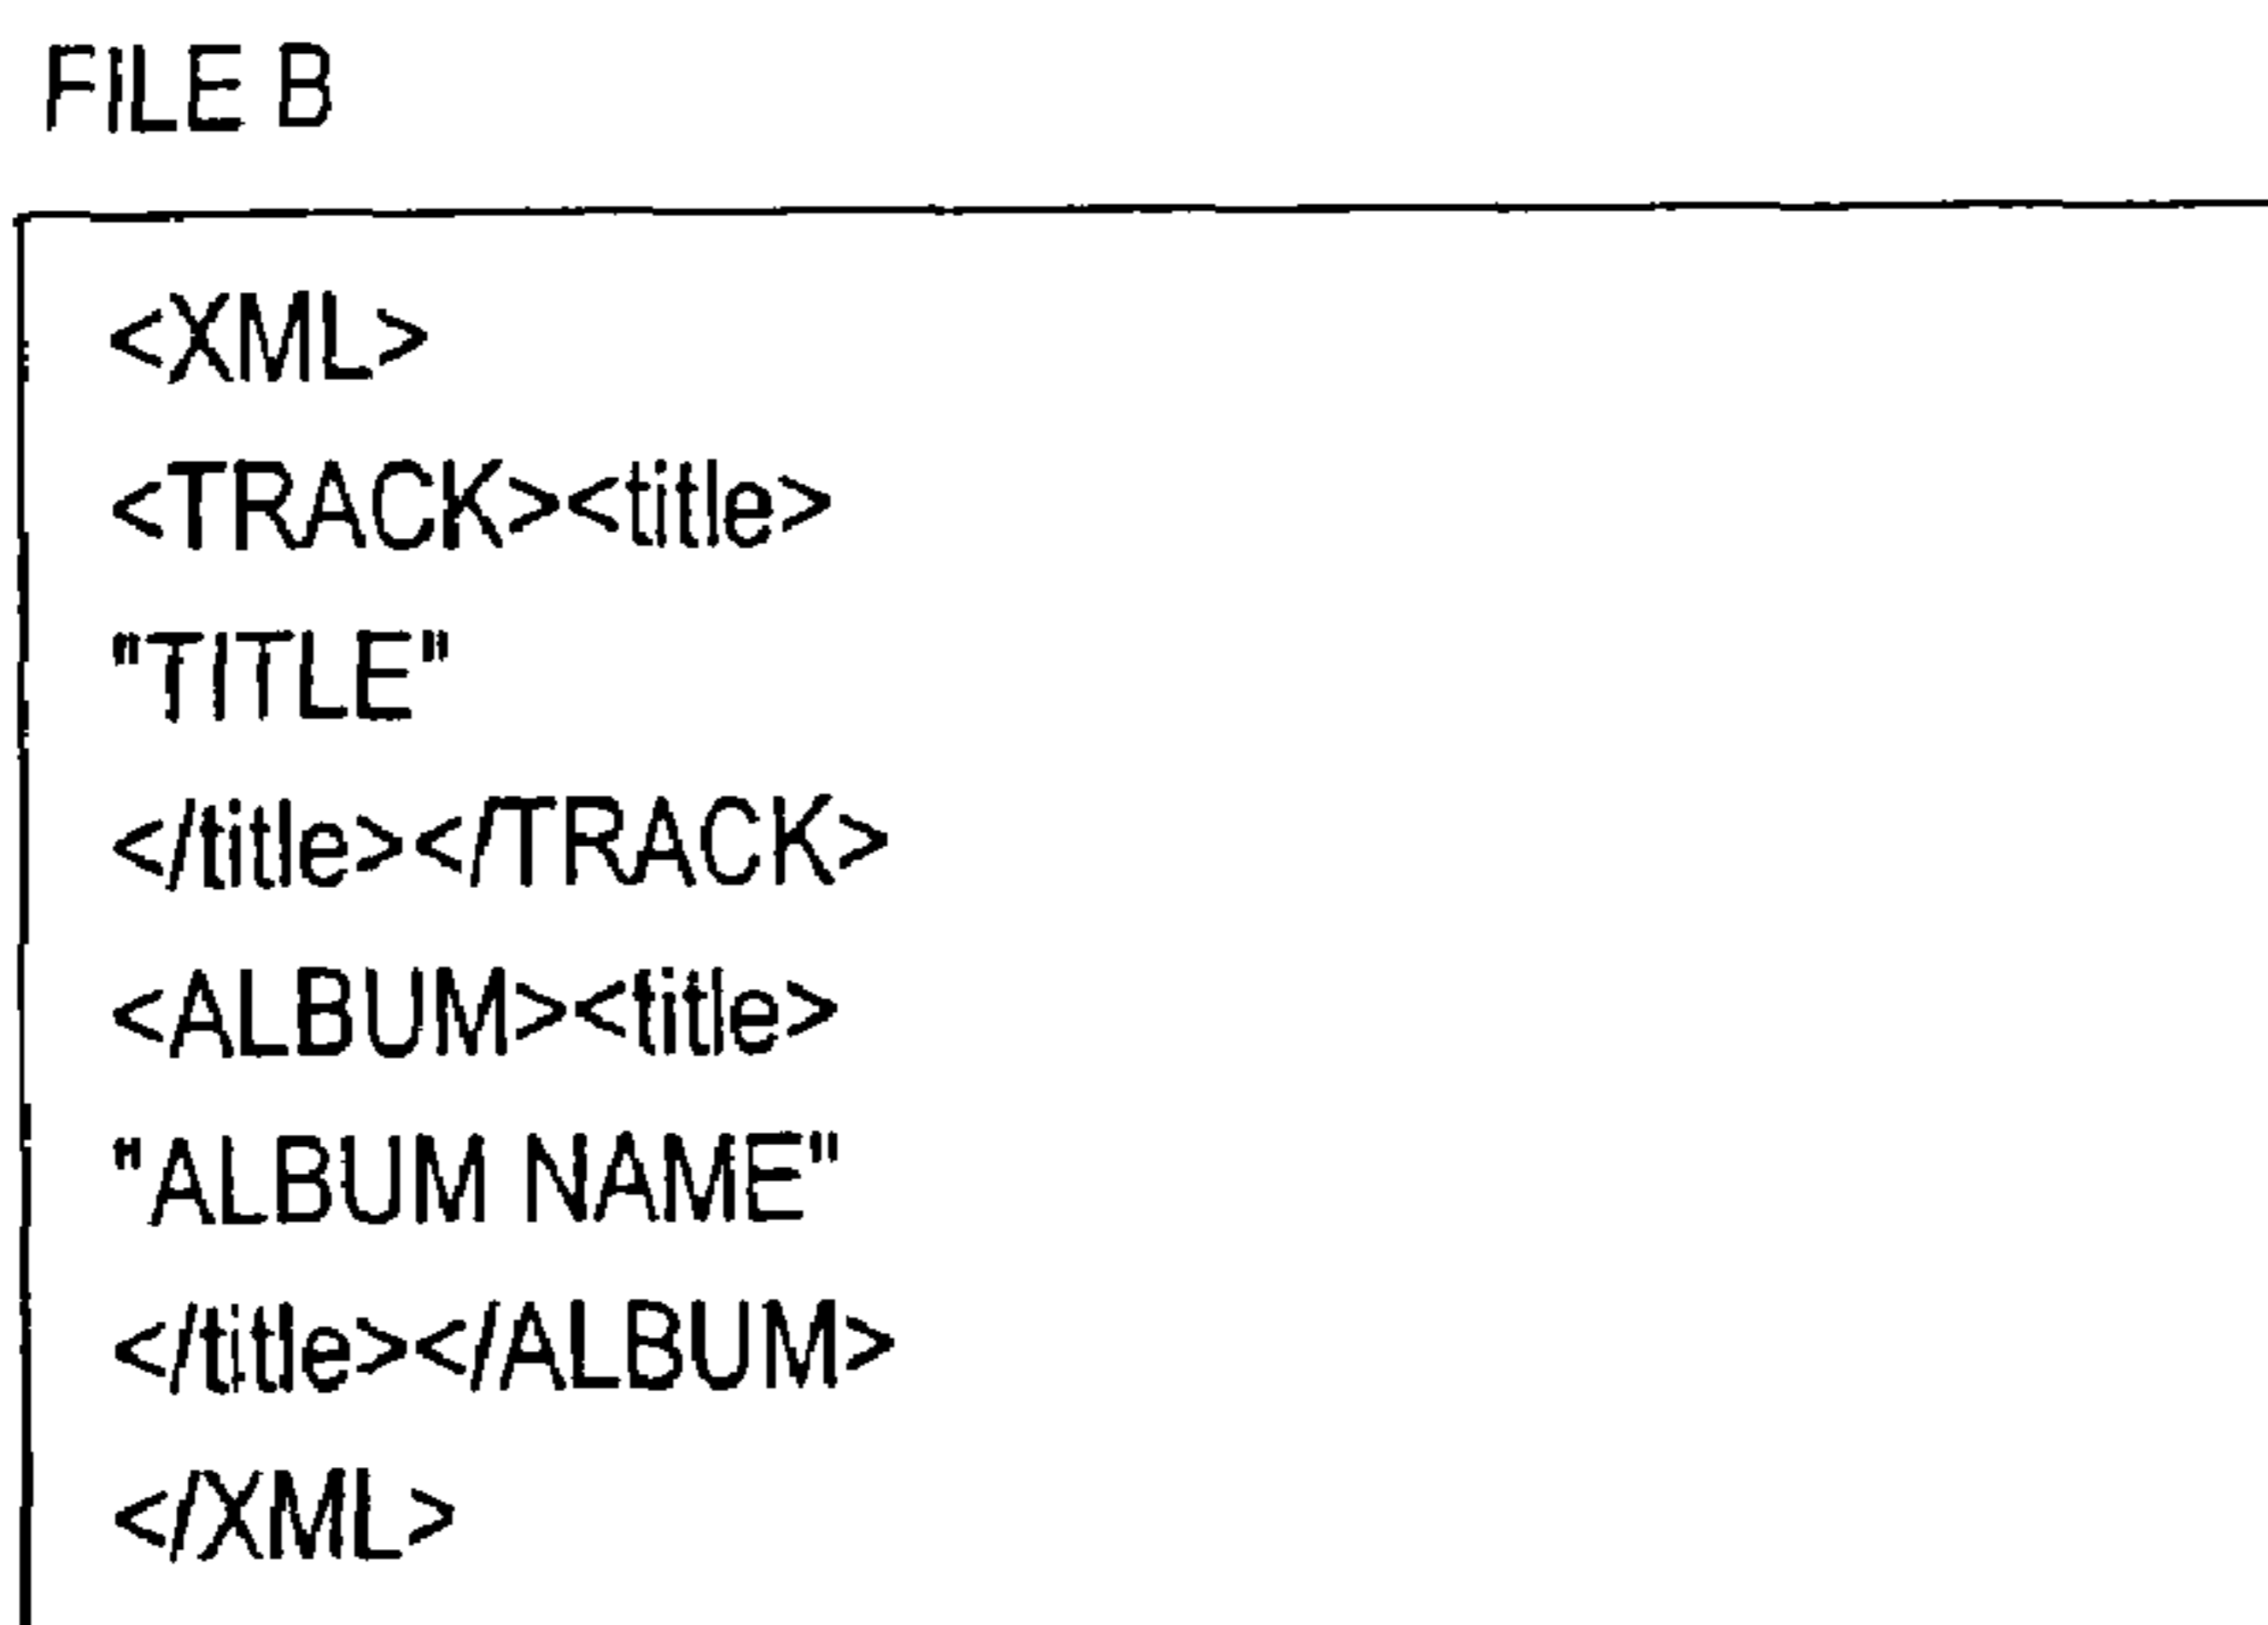 FILE B
<XML>
<TRACK><title>
"TITLE"
</title></TRACK>
<ALBUM><title>
"ALBUM NAME"
</title></ALBUM>
</XML>